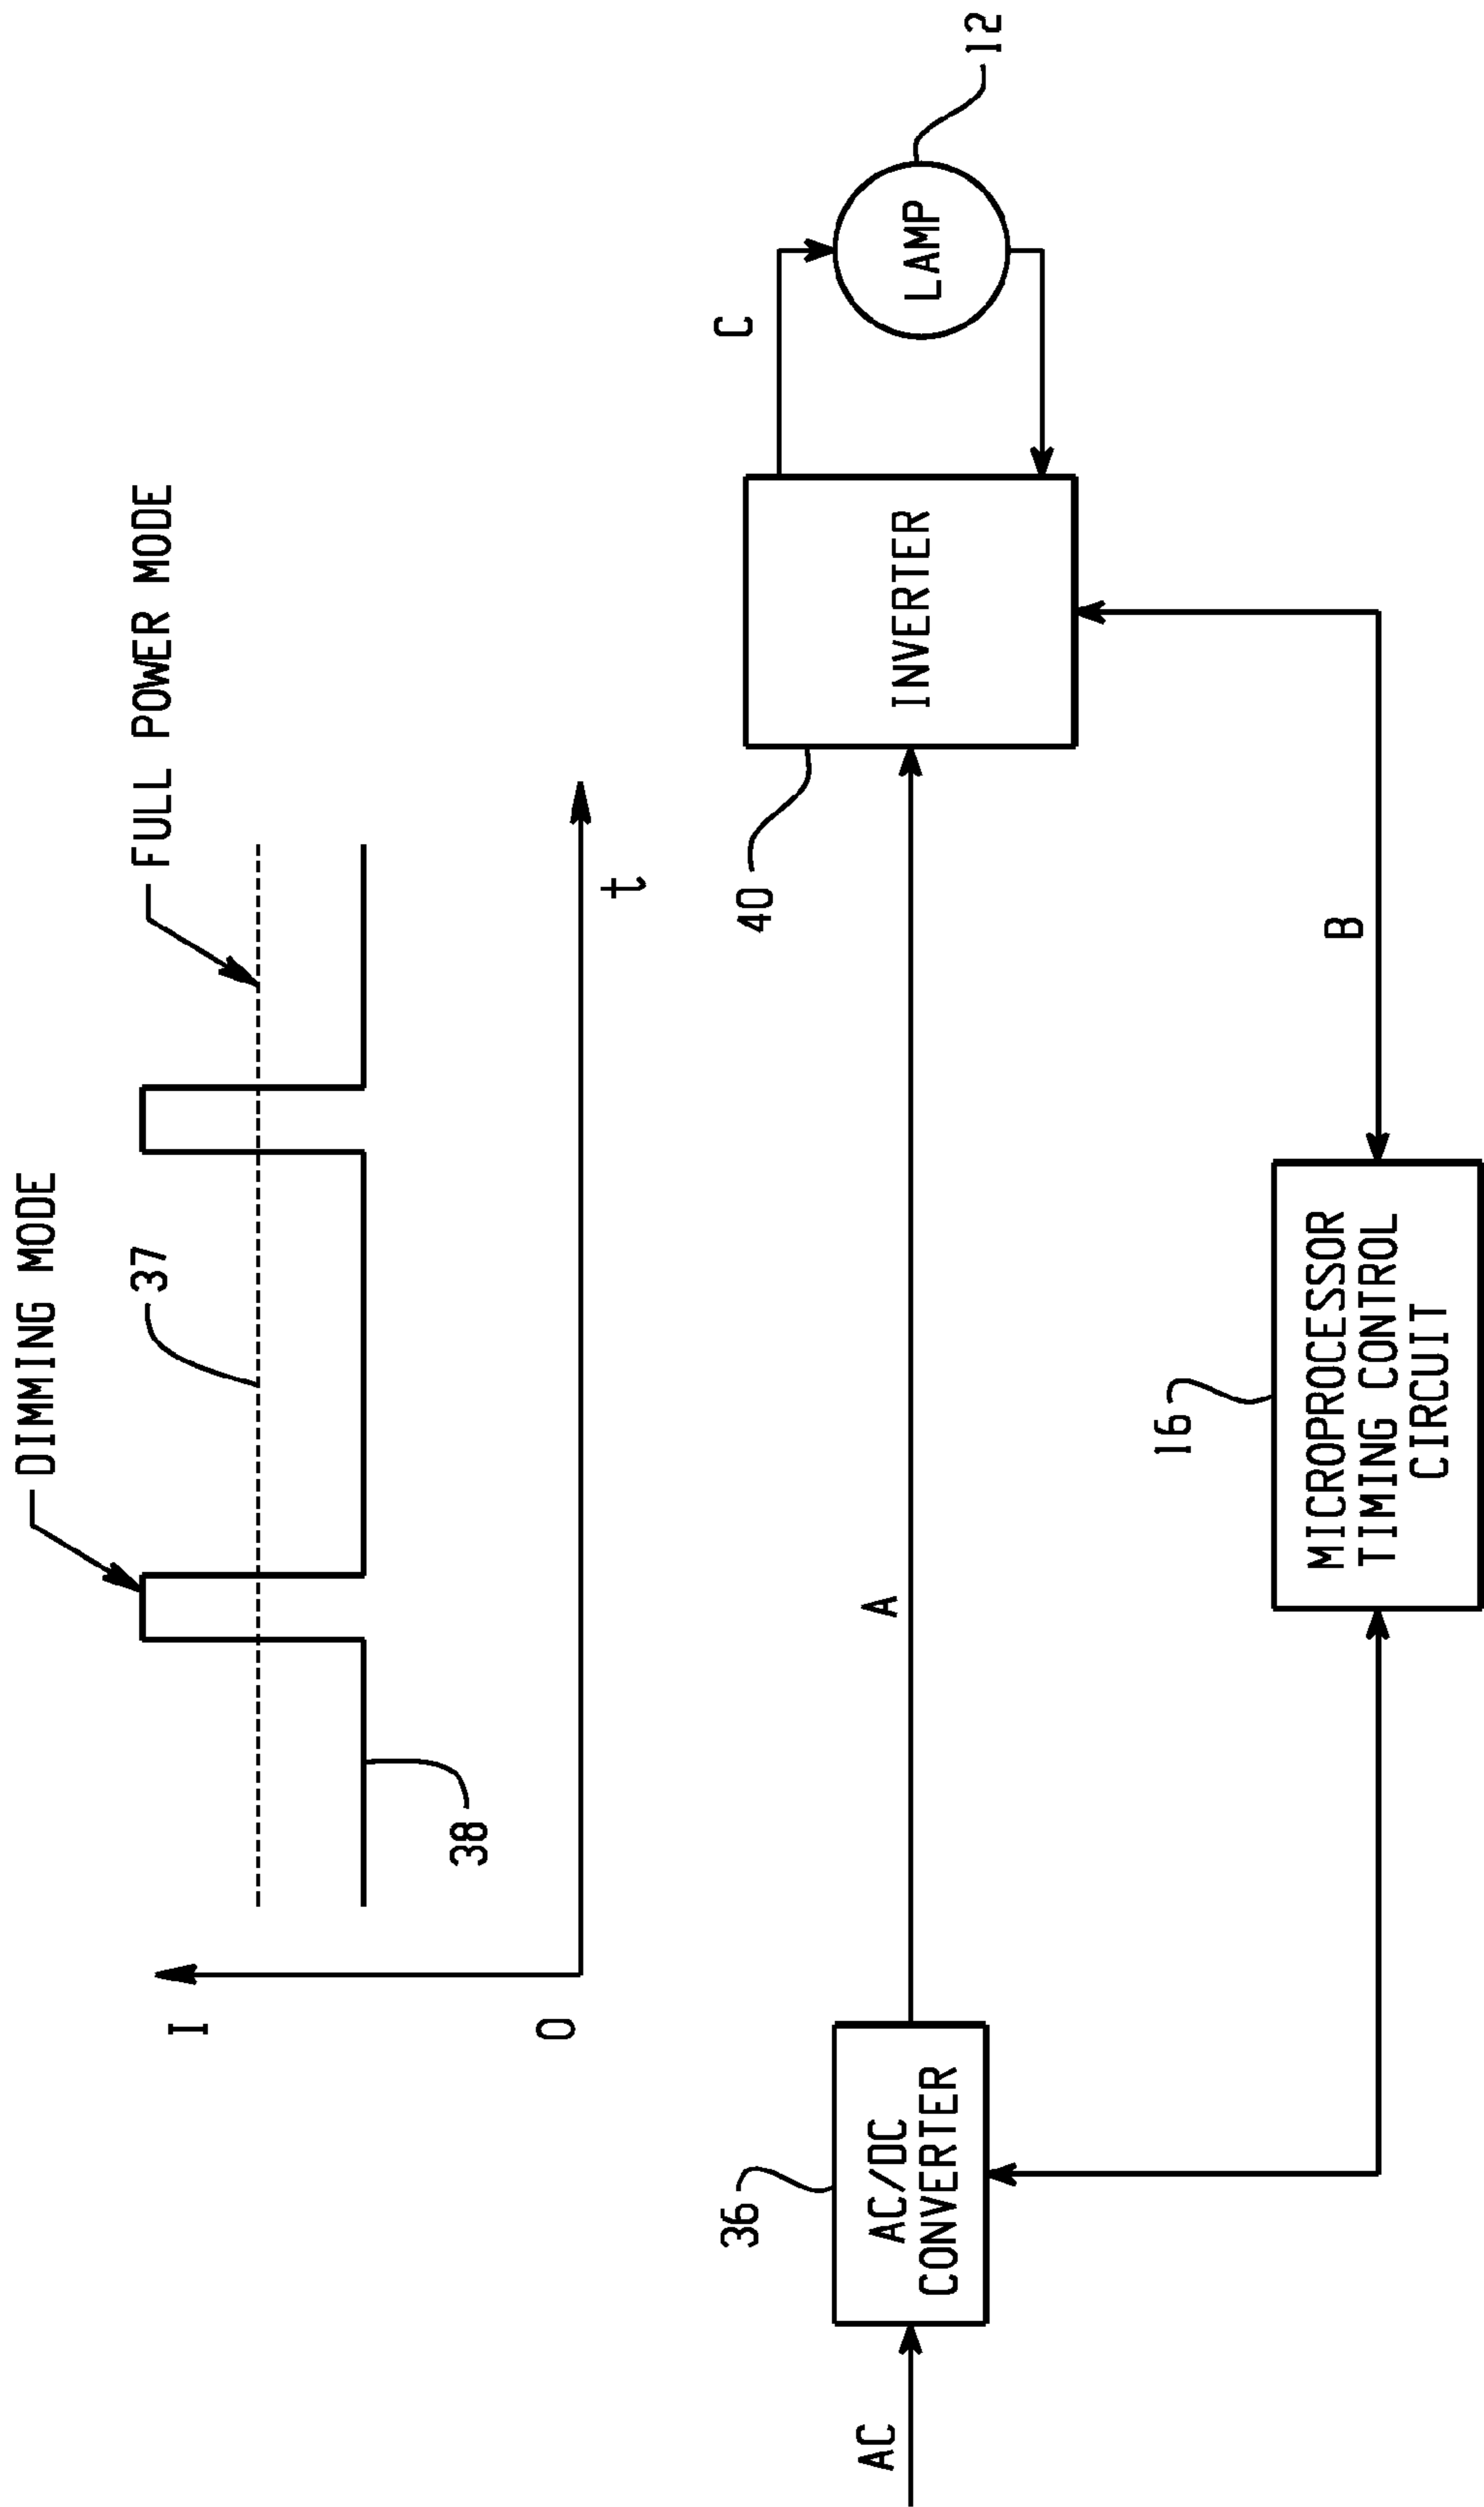 DIMMING MODE
FULL POWER MODE
37
I
38
O
t
C
12
36
40
AC
AC/DC
CONVERTER
A
INVERTER
LAMP
16
B
MICROPROCESSOR
TIMING CONTROL
CIRCUIT